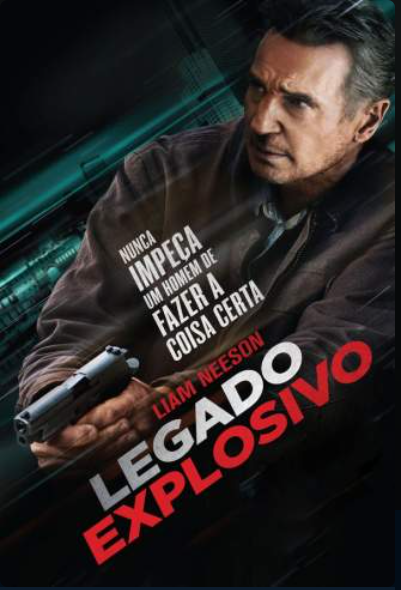 NUNCA
IMPEÇA
UM HOMEM DE
FAZER A
COISA CERTA
LIAM NEESON
LEGADO
EXPLOSIVO